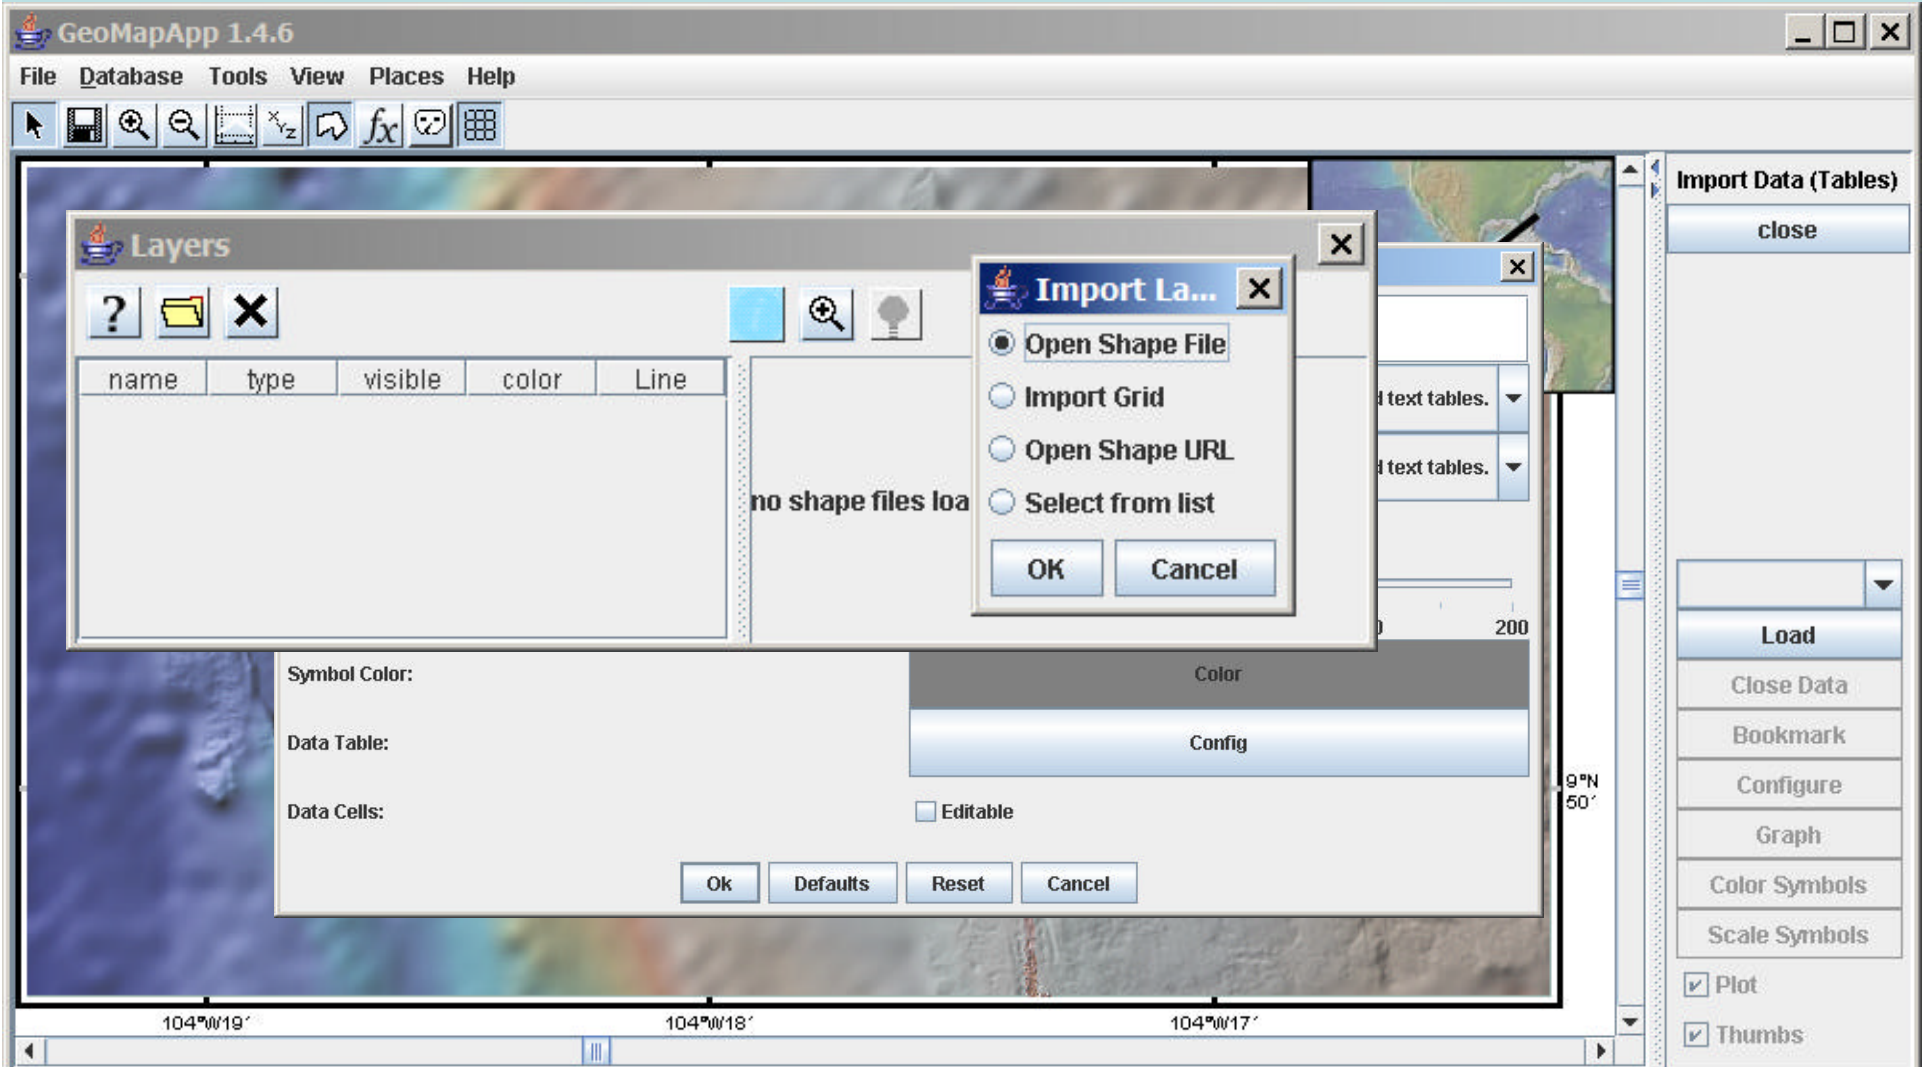 GeoMapApp 1.4.6
File Database Tools View Places Help
XYZ fx
Import Data (Tables)
close
Layers
?
name type visible color Line
no shape files loa
Import La...
Open Shape File
Import Grid
Open Shape URL
Select from list
OK Cancel
text tables.
text tables.
200
Symbol Color: Color
Data Table: Config
Data Cells: Editable
Ok Defaults Reset Cancel
Load
Close Data
Bookmark
Configure
Graph
Color Symbols
Scale Symbols
Plot
Thumbs
9°N
50′
104°W19′ 104°W18′ 104°W17′